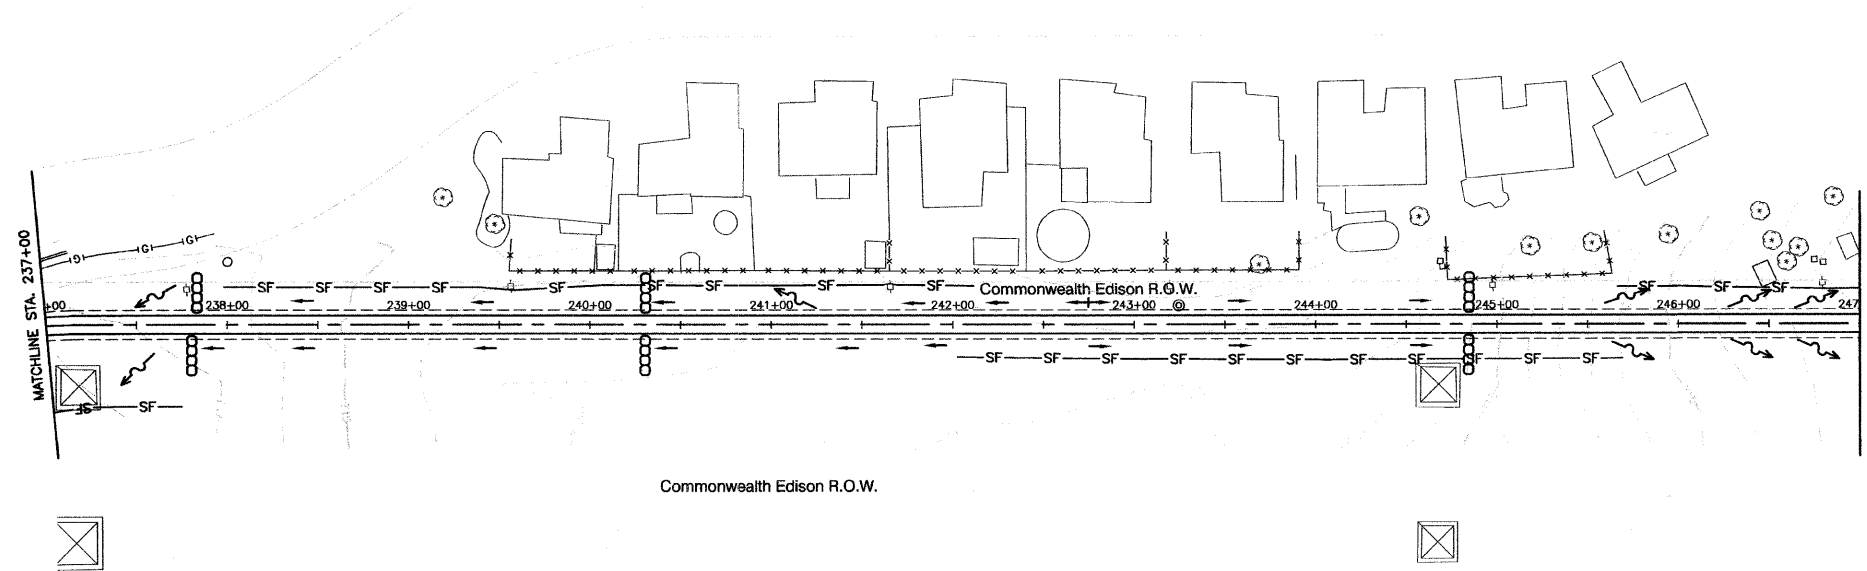 MATCHLINE STA. 237+00
G G G
SF SF SF SF SF SF SF SF SF SF SF SF
Commonwealth Edison R.O.W.
+00 238+00 239+00 240+00 241+00 242+00 243+00 244+00 245+00 246+00 247
SF SF SF SF SF SF SF SF SF SF SF
SF SF
Commonwealth Edison R.O.W.